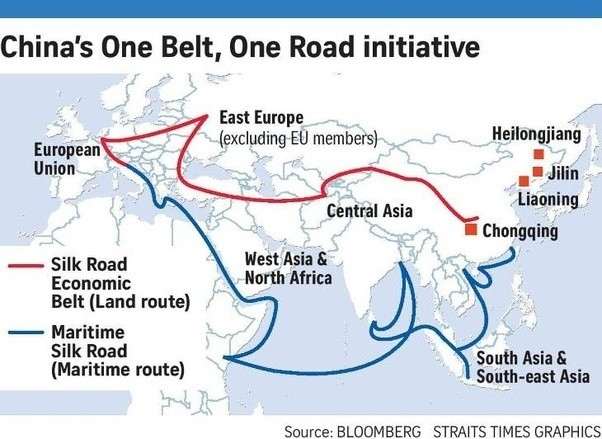 China's One Belt, One Road initiative
East Europe
(excluding EU members)
European
Union
Heilongjiang
Jilin
Liaoning
Central Asia
Chongqing
West Asia &
North Africa
Silk Road
Economic
Belt (Land route)
Maritime
Silk Road
(Maritime route)
South Asia &
South-east Asia
Source: BLOOMBERG STRAITS TIMES GRAPHICS